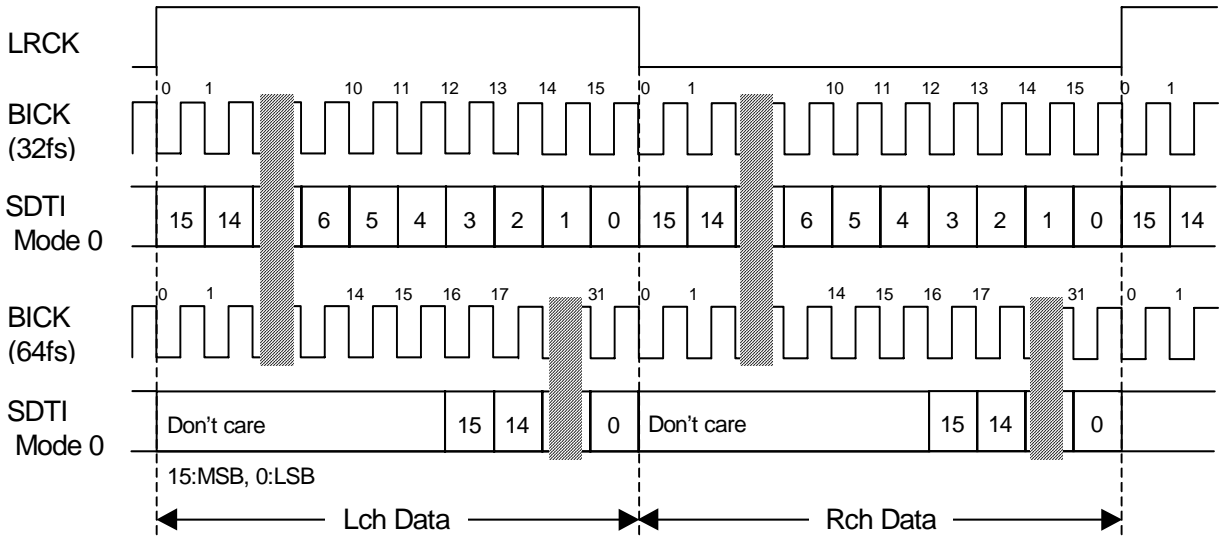 LRCK
0 1 10 11 12 13 14 15 0 1 10 11 12 13 14 15 0 1
BICK
(32fs)
SDTI
Mode 0
15 14 6 5 4 3 2 1 0 15 14 6 5 4 3 2 1 0 15 14
0 1 14 15 16 17 31 0 1 14 15 16 17 31 0 1
BICK
(64fs)
SDTI
Mode 0
Don't care 15 14 0 Don't care 15 14 0
15:MSB, 0:LSB
Lch Data Rch Data